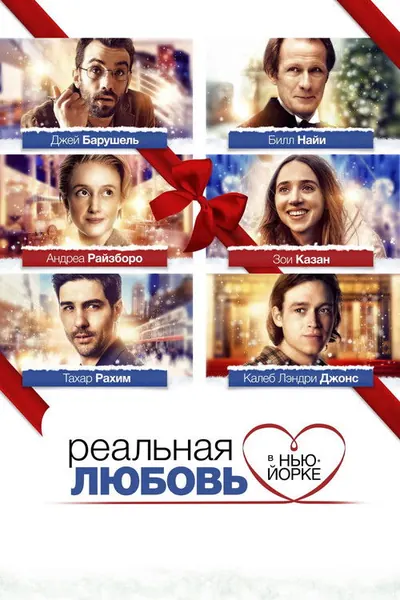 Джей Барушель
Билл Найи
Андреа Райзборо
Зои Казан
Тахар Рахим
Калеб Лэндри Джонс
реальная
ЛЮБОВЬ
в НЬЮ-
ЙОРКЕ